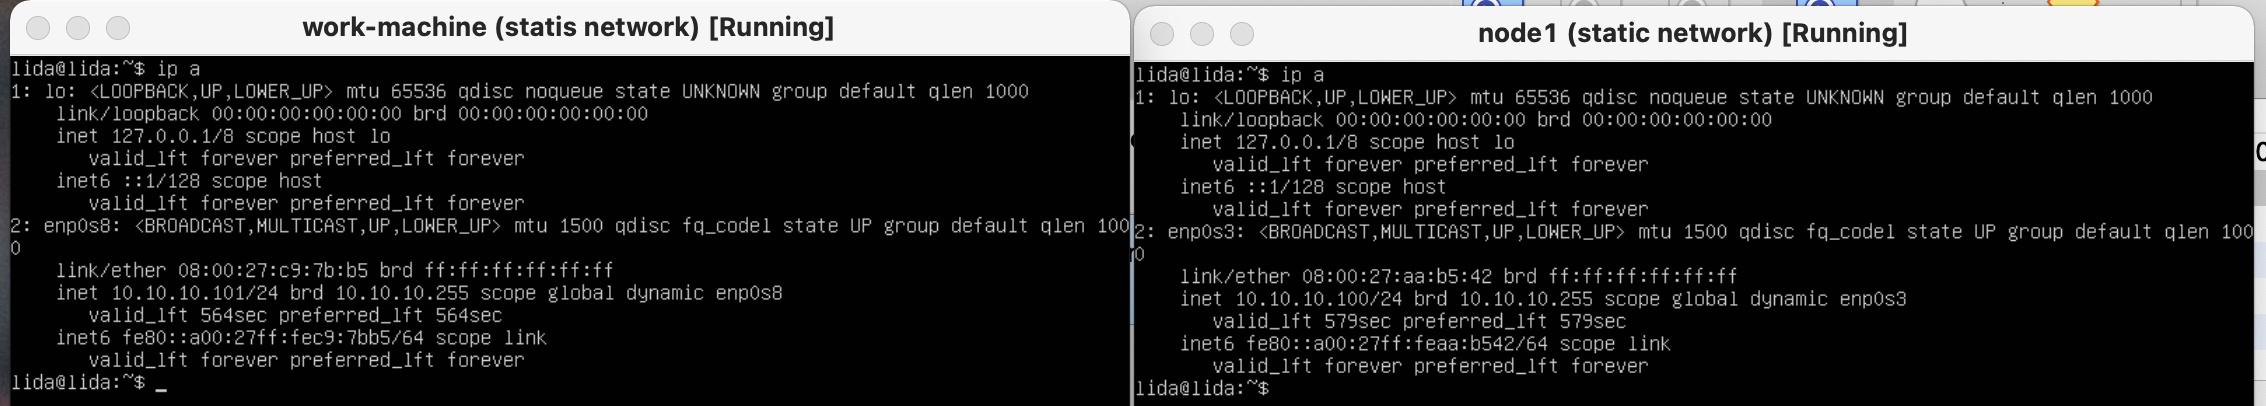 work-machine (statis network) [Running]
lida@lida:~$ ip a
1: lo: <LOOPBACK,UP,LOWER_UP> mtu 65536 qdisc noqueue state UNKNOWN group default qlen 1000
    link/loopback 00:00:00:00:00:00 brd 00:00:00:00:00:00
    inet 127.0.0.1/8 scope host lo
       valid_lft forever preferred_lft forever
    inet6 ::1/128 scope host
       valid_lft forever preferred_lft forever
2: enp0s8: <BROADCAST,MULTICAST,UP,LOWER_UP> mtu 1500 qdisc fq_codel state UP group default qlen 100
0
    link/ether 08:00:27:c9:7b:b5 brd ff:ff:ff:ff:ff:ff
    inet 10.10.10.101/24 brd 10.10.10.255 scope global dynamic enp0s8
       valid_lft 564sec preferred_lft 564sec
    inet6 fe80::a00:27ff:fec9:7bb5/64 scope link
       valid_lft forever preferred_lft forever
lida@lida:~$ _
node1 (static network) [Running]
lida@lida:~$ ip a
1: lo: <LOOPBACK,UP,LOWER_UP> mtu 65536 qdisc noqueue state UNKNOWN group default qlen 1000
    link/loopback 00:00:00:00:00:00 brd 00:00:00:00:00:00
    inet 127.0.0.1/8 scope host lo
       valid_lft forever preferred_lft forever
    inet6 ::1/128 scope host
       valid_lft forever preferred_lft forever
2: enp0s3: <BROADCAST,MULTICAST,UP,LOWER_UP> mtu 1500 qdisc fq_codel state UP group default qlen 100
0
    link/ether 08:00:27:aa:b5:42 brd ff:ff:ff:ff:ff:ff
    inet 10.10.10.100/24 brd 10.10.10.255 scope global dynamic enp0s3
       valid_lft 579sec preferred_lft 579sec
    inet6 fe80::a00:27ff:feaa:b542/64 scope link
       valid_lft forever preferred_lft forever
lida@lida:~$